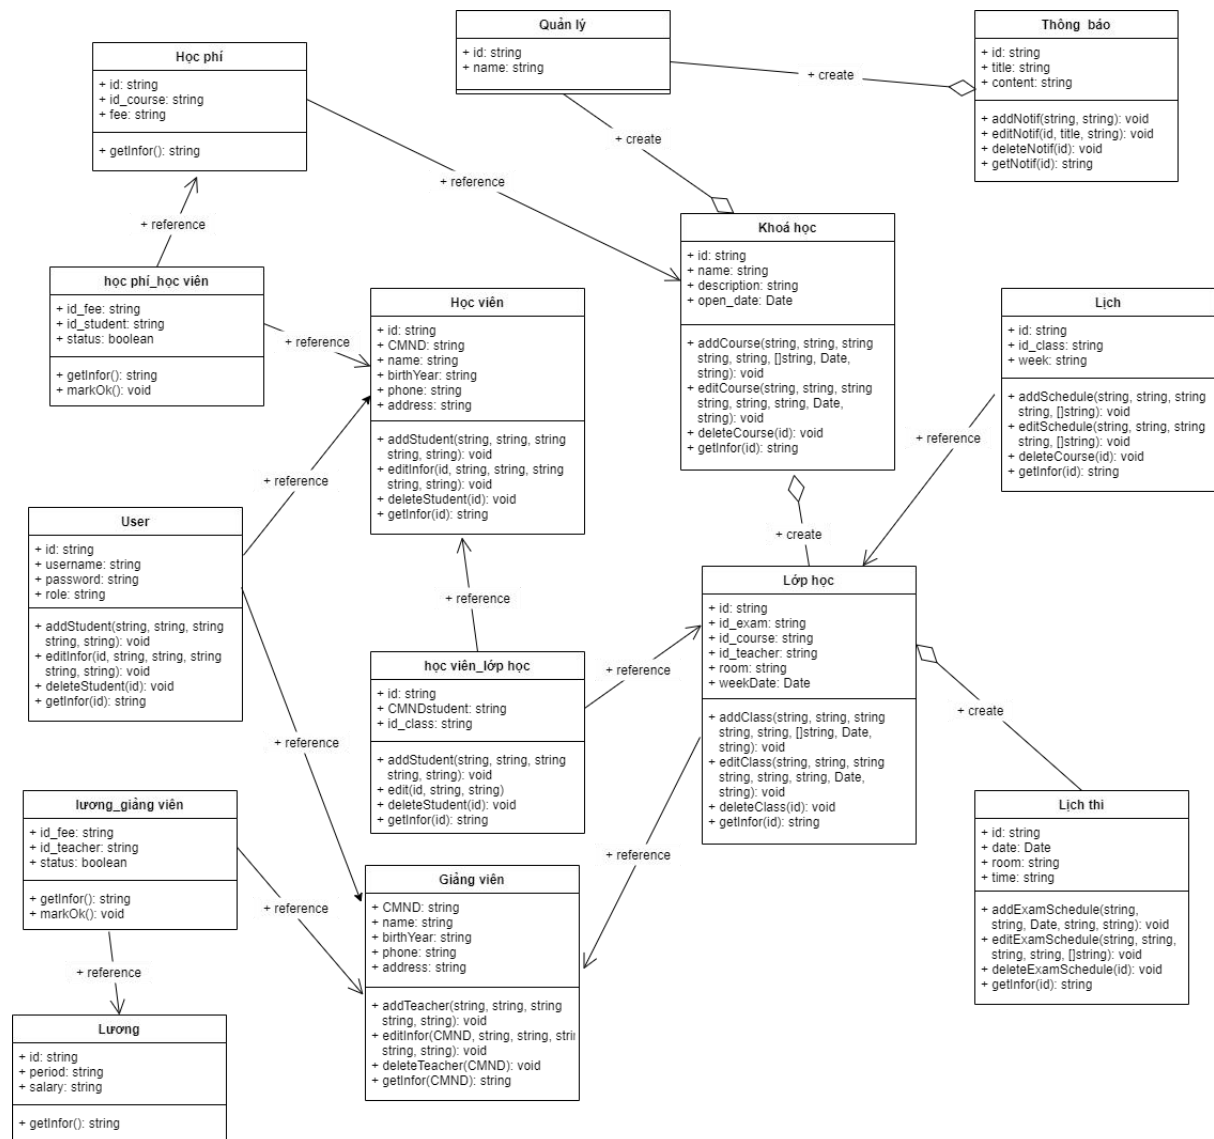 Quản lý
+ id: string
+ name: string
Thông báo
+ id: string
+ title: string
+ content: string
+ addNotif(string, string): void
+ editNotif(id, title, string): void
+ deleteNotif(id): void
+ getNotif(id): string
Học phí
+ id: string
+ id_course: string
+ fee: string
+ getInfor(): string
+ create
+ create
+ reference
+ reference
Khoá học
+ id: string
+ name: string
+ description: string
+ open_date: Date
+ addCourse(string, string, string
string, string, []string, Date,
string): void
+ editCourse(string, string, string
string, string, string, Date,
string): void
+ deleteCourse(id): void
+ getInfor(id): string
học phí_học viên
+ id_fee: string
+ id_student: string
+ status: boolean
+ getInfor(): string
+ markOk(): void
+ reference
Học viên
+ id: string
+ CMND: string
+ name: string
+ birthYear: string
+ phone: string
+ address: string
+ addStudent(string, string, string
string, string): void
+ editInfor(id, string, string, string
string, string): void
+ deleteStudent(id): void
+ getInfor(id): string
Lịch
+ id: string
+ id_class: string
+ week: string
+ addSchedule(string, string, string
string, []string): void
+ editSchedule(string, string, string
string, []string): void
+ deleteCourse(id): void
+ getInfor(id): string
+ reference
+ reference
User
+ id: string
+ username: string
+ password: string
+ role: string
+ addStudent(string, string, string
string, string): void
+ editInfor(id, string, string, string
string, string): void
+ deleteStudent(id): void
+ getInfor(id): string
+ create
+ reference
Lớp học
+ id: string
+ id_exam: string
+ id_course: string
+ id_teacher: string
+ room: string
+ weekDate: Date
+ addClass(string, string, string
string, string, []string, Date,
string): void
+ editClass(string, string, string
string, string, string, Date,
string): void
+ deleteClass(id): void
+ getInfor(id): string
học viên_lớp học
+ id: string
+ CMNDstudent: string
+ id_class: string
+ addStudent(string, string, string
string, string): void
+ edit(id, string, string)
+ deleteStudent(id): void
+ getInfor(id): string
+ reference
+ create
+ reference
+ reference
lương_giảng viên
+ id_fee: string
+ id_teacher: string
+ status: boolean
+ getInfor(): string
+ markOk(): void
+ reference
+ reference
Giảng viên
+ CMND: string
+ name: string
+ birthYear: string
+ phone: string
+ address: string
+ addTeacher(string, string, string
string, string): void
+ editInfor(CMND, string, string, strin
string, string): void
+ deleteTeacher(CMND): void
+ getInfor(CMND): string
Lịch thi
+ id: string
+ date: Date
+ room: string
+ time: string
+ addExamSchedule(string,
string, Date, string, string): void
+ editExamSchedule(string, string,
string, string, []string): void
+ deleteExamSchedule(id): void
+ getInfor(id): string
Lương
+ id: string
+ period: string
+ salary: string
+ getInfor(): string